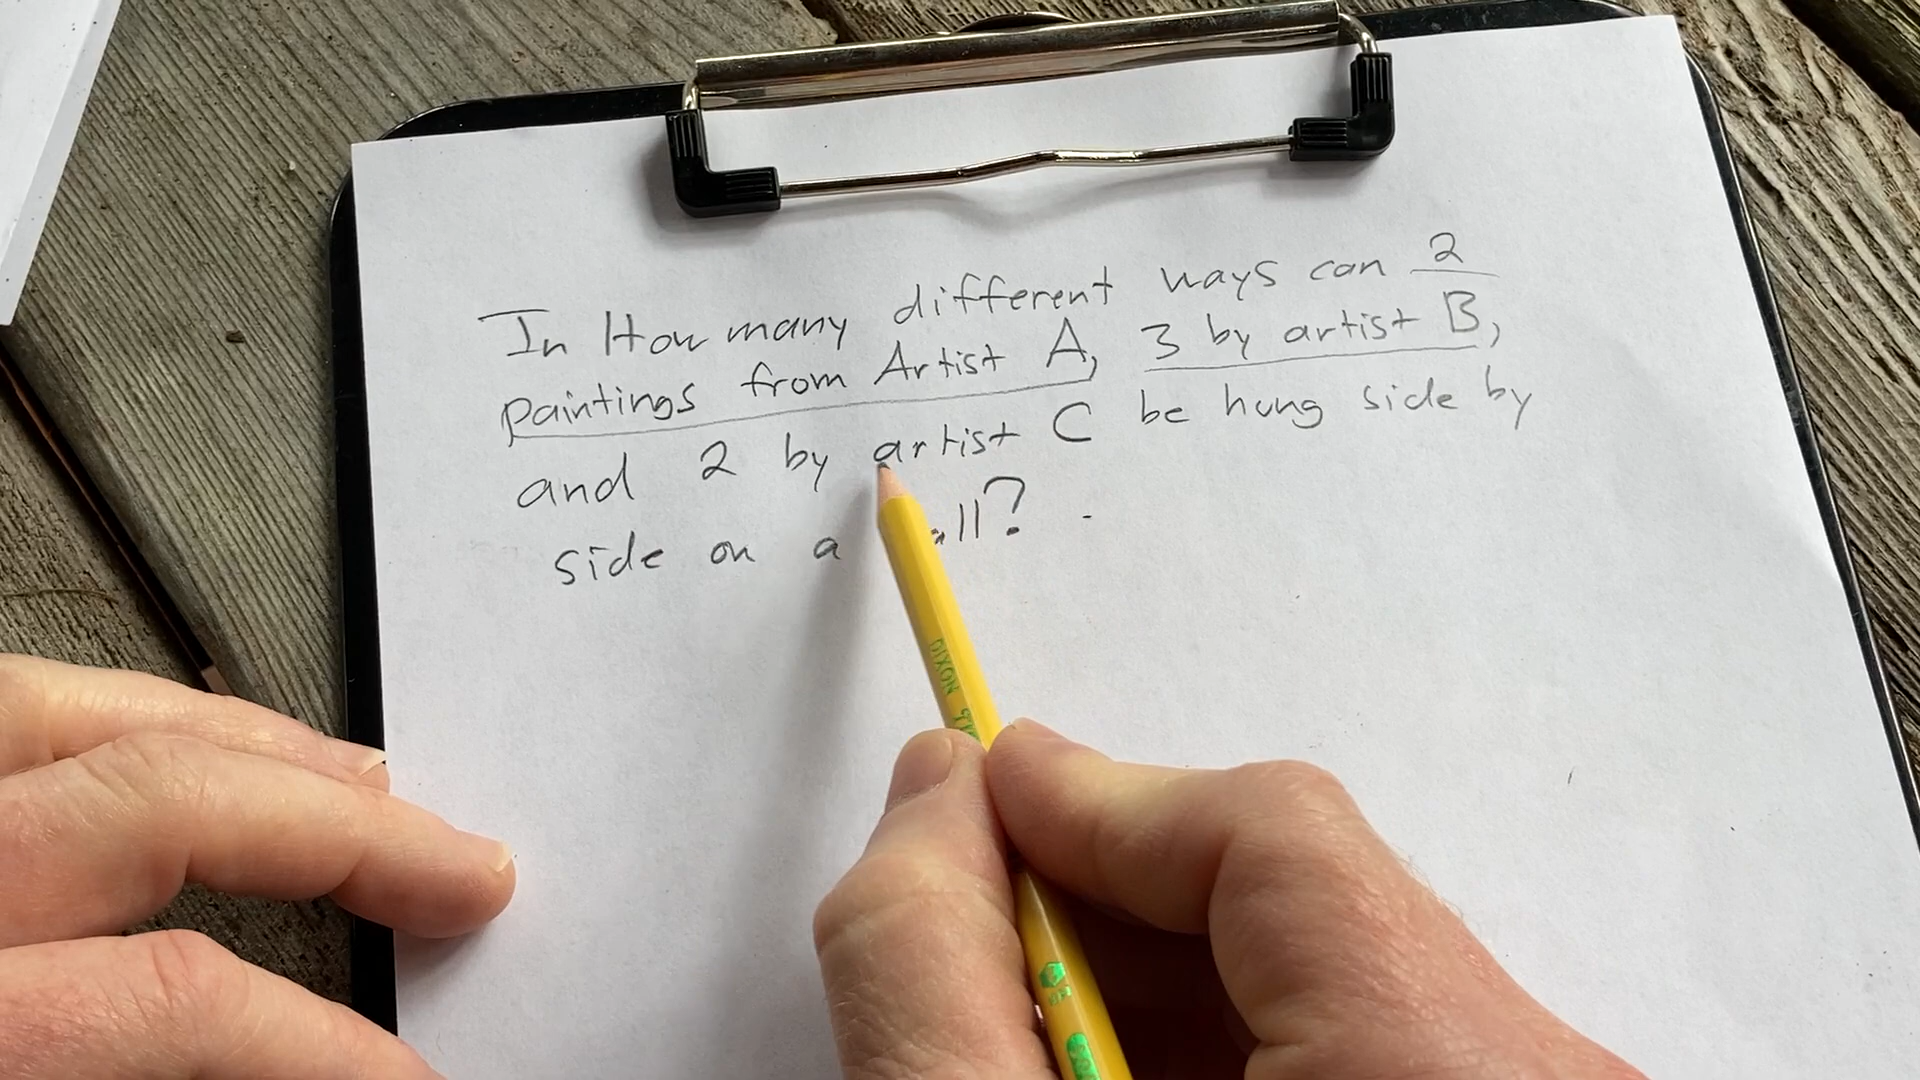 In How many different ways can 2
paintings from Artist A, 3 by artist B,
and 2 by artist C be hung side by
side on a all?
DIXON